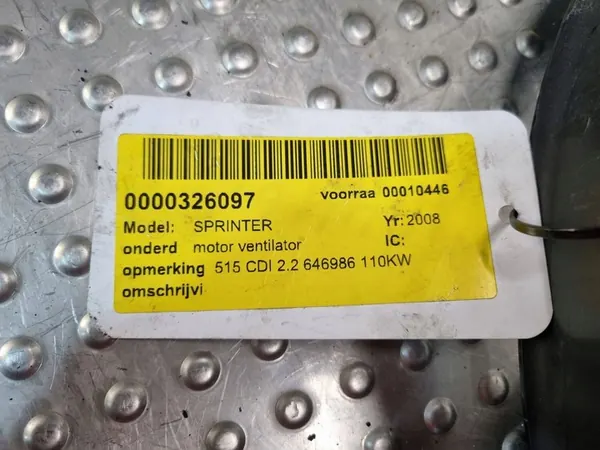 0000326097 voorraa 00010446
Model: SPRINTER Yr: 2008
onderd motor ventilator IC:
opmerking 515 CDI 2.2 646986 110KW
omschrijvi